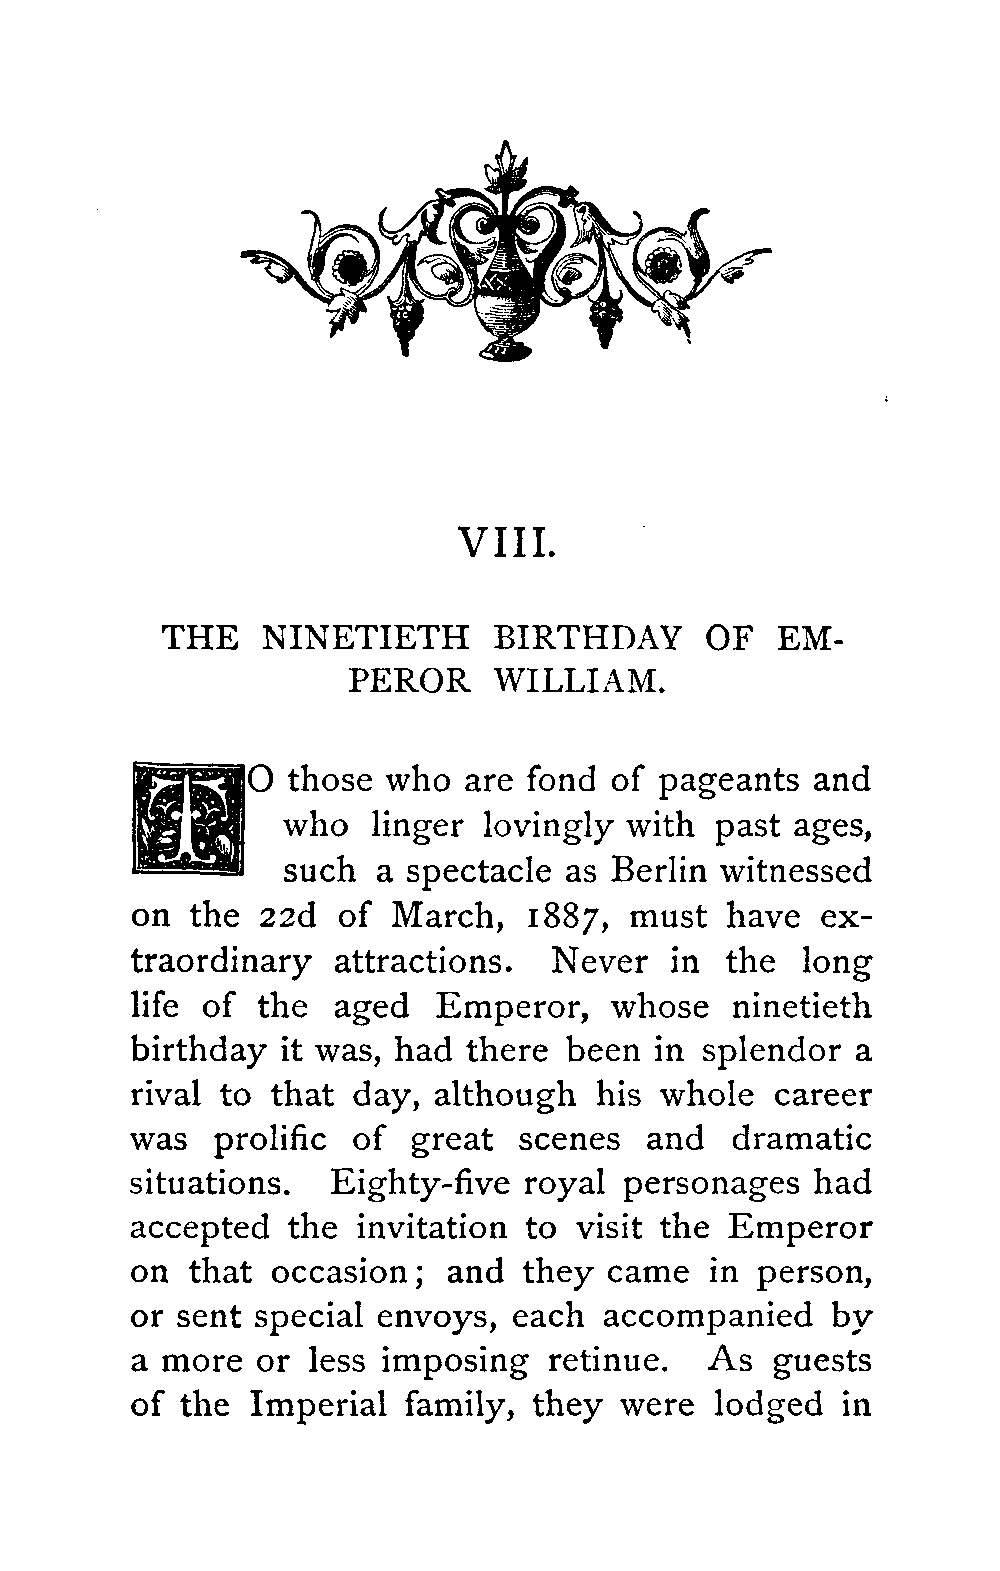 VIII.
THE NINETIETH BIRTHDAY OF EM-
PEROR WILLIAM.
TO those who are fond of pageants and
who linger lovingly with past ages,
such a spectacle as Berlin witnessed
on the 22d of March, 1887, must have ex-
traordinary attractions. Never in the long
life of the aged Emperor, whose ninetieth
birthday it was, had there been in splendor a
rival to that day, although his whole career
was prolific of great scenes and dramatic
situations. Eighty-five royal personages had
accepted the invitation to visit the Emperor
on that occasion; and they came in person,
or sent special envoys, each accompanied by
a more or less imposing retinue. As guests
of the Imperial family, they were lodged in